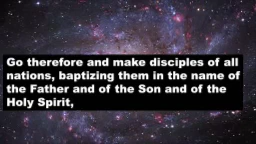 Go therefore and make disciples of all
nations, baptizing them in the name of
the Father and of the Son and of the
Holy Spirit,